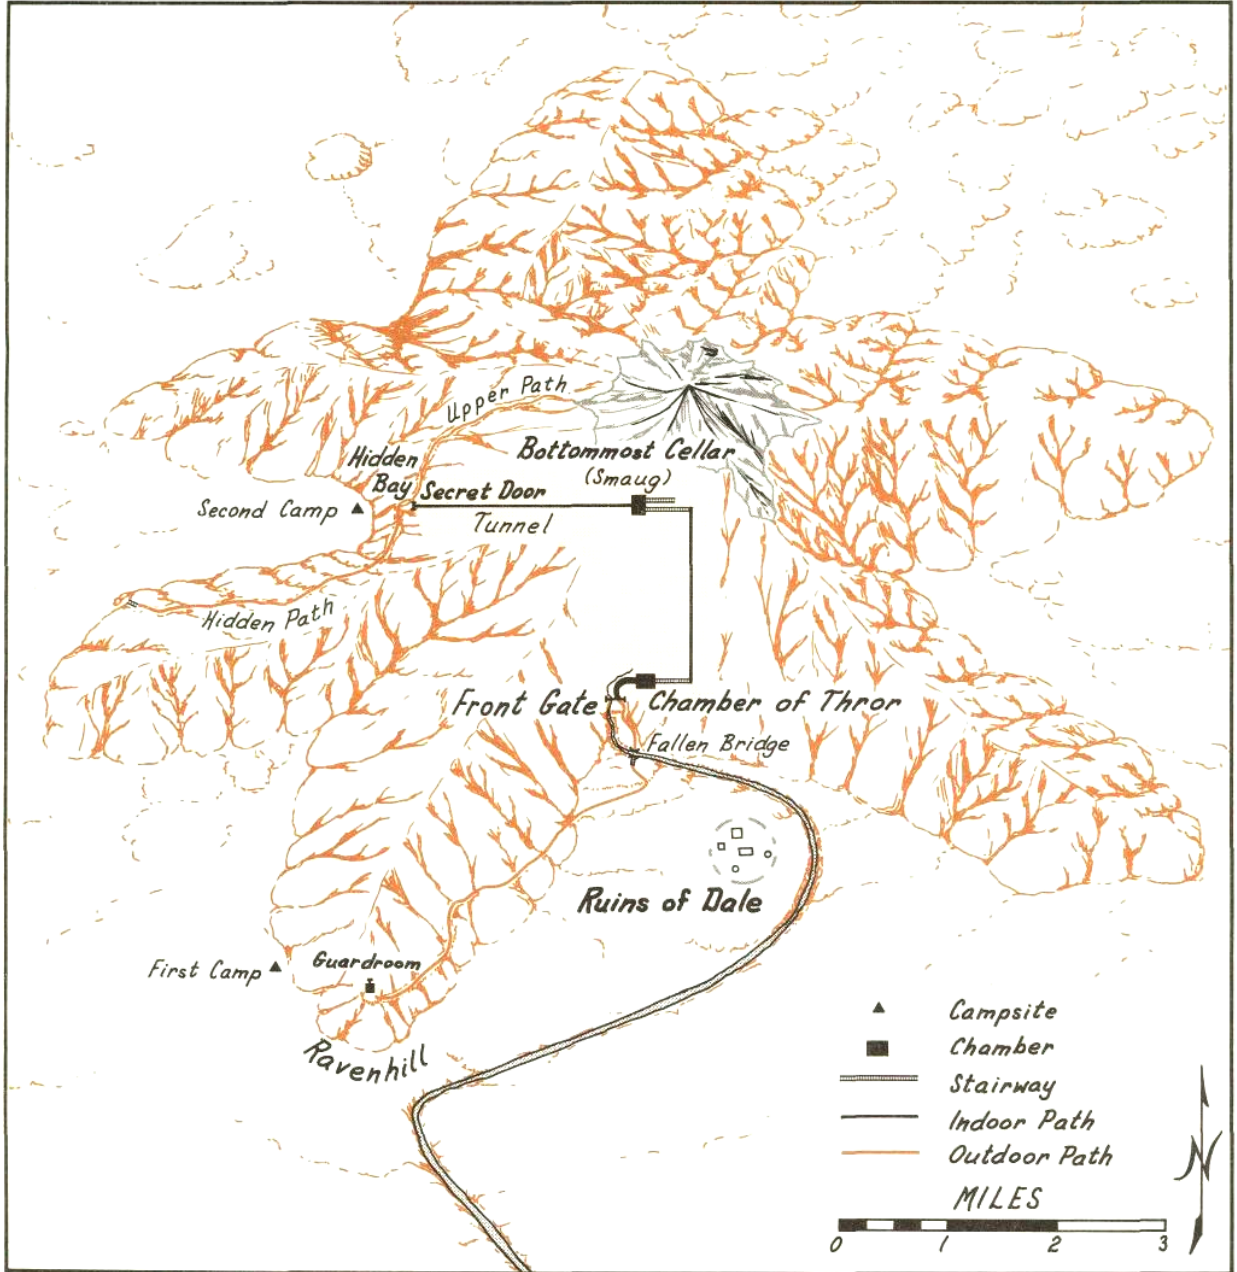 Upper Path
Bottommost Cellar
(Smaug)
Hidden
Bay
Secret Door
Second Camp
Tunnel
Hidden Path
Front Gate
Chamber of Thror
Fallen Bridge
Ruins of Dale
First Camp
Guardroom
Ravenhill
Campsite
Chamber
Stairway
Indoor Path
Outdoor Path
N
MILES
0 1 2 3